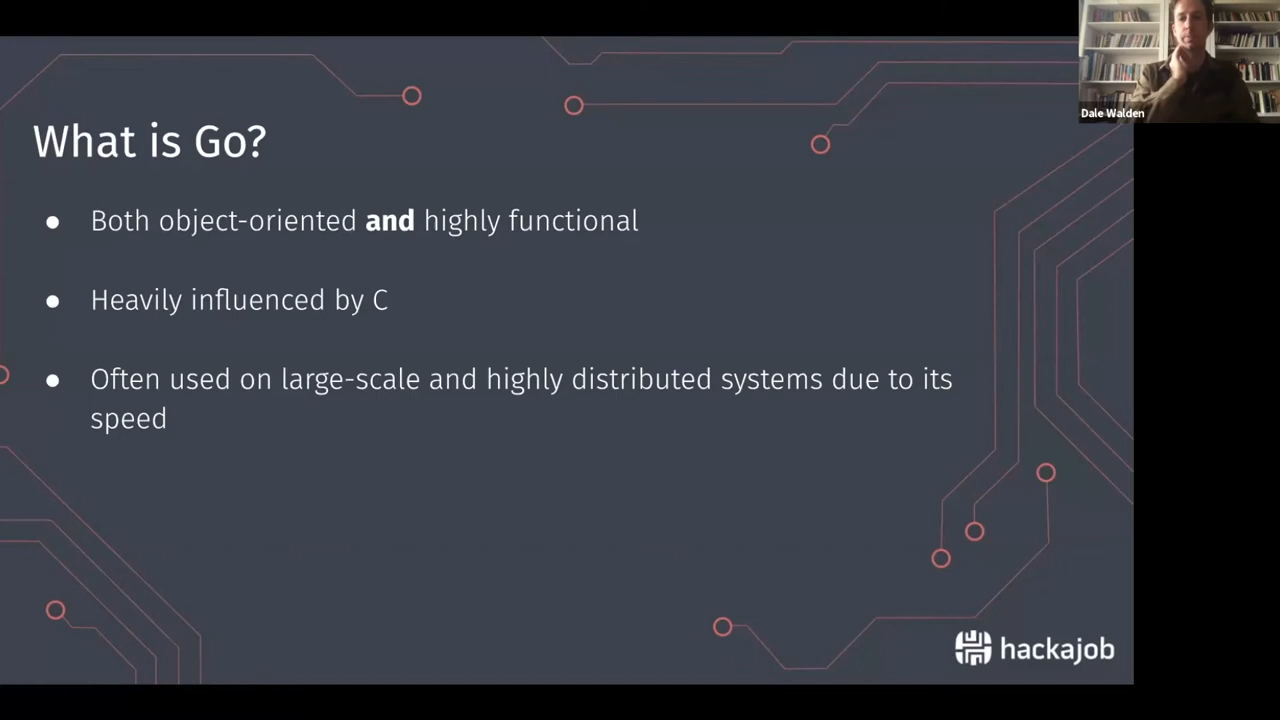 Dale Walden
What is Go?
● Both object-oriented and highly functional
● Heavily influenced by C
● Often used on large-scale and highly distributed systems due to its
speed
hackajob